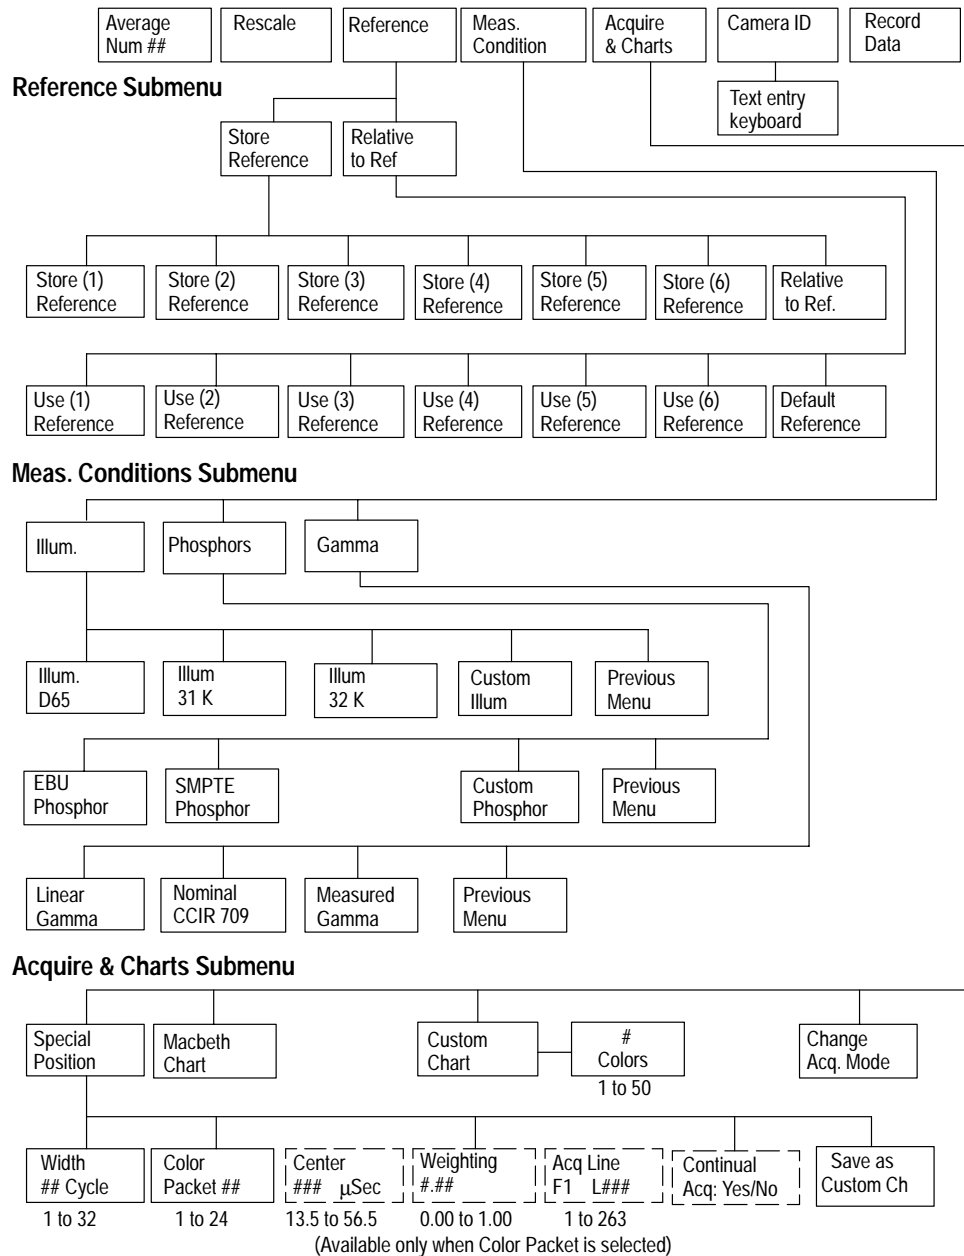 Average
Num ##
Rescale
Reference
Meas.
Condition
Acquire
& Charts
Camera ID
Record
Data
Reference Submenu
Text entry
keyboard
Store
Reference
Relative
to Ref
Store (1)
Reference
Store (2)
Reference
Store (3)
Reference
Store (4)
Reference
Store (5)
Reference
Store (6)
Reference
Relative
to Ref.
Use (1)
Reference
Use (2)
Reference
Use (3)
Reference
Use (4)
Reference
Use (5)
Reference
Use (6)
Reference
Default
Reference
Meas. Conditions Submenu
Illum.
Phosphors
Gamma
Illum.
D65
Illum
31 K
Illum
32 K
Custom
Illum
Previous
Menu
EBU
Phosphor
SMPTE
Phosphor
Custom
Phosphor
Previous
Menu
Linear
Gamma
Nominal
CCIR 709
Measured
Gamma
Previous
Menu
Acquire & Charts Submenu
Special
Position
Macbeth
Chart
Custom
Chart
#
Colors
1 to 50
Change
Acq. Mode
Width
## Cycle
1 to 32
Color
Packet ##
1 to 24
Center
### μSec
13.5 to 56.5
Weighting
#.##
0.00 to 1.00
Acq Line
F1 L###
1 to 263
Continual
Acq: Yes/No
Save as
Custom Ch
(Available only when Color Packet is selected)